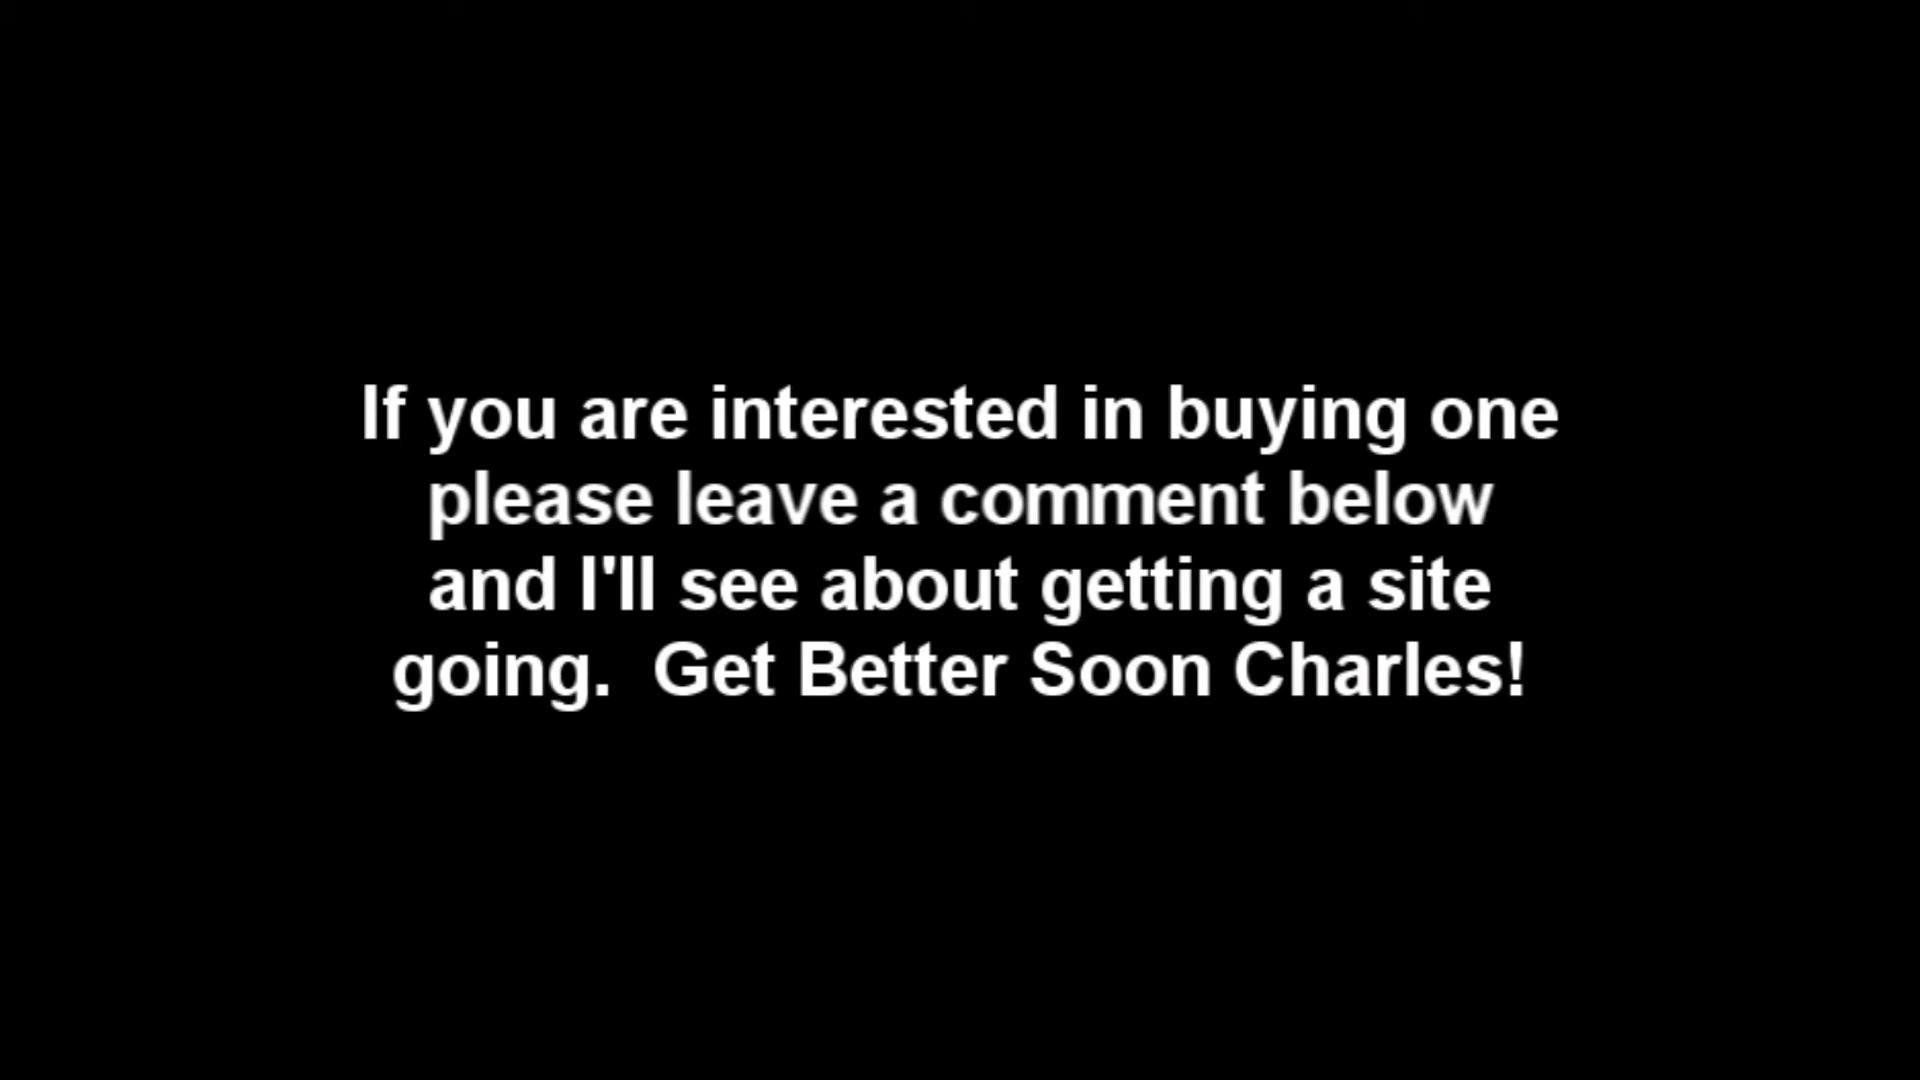 If you are interested in buying one
please leave a comment below
and I'll see about getting a site
going.  Get Better Soon Charles!